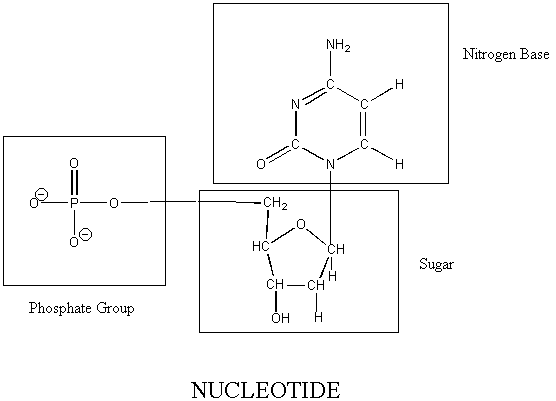 NH₂
Nitrogen Base
H
N C C
C C
O N H
O
O⊖ P O CH₂
O⊖ O
HC CH
Sugar
H
CH CH
Phosphate Group
OH H
NUCLEOTIDE